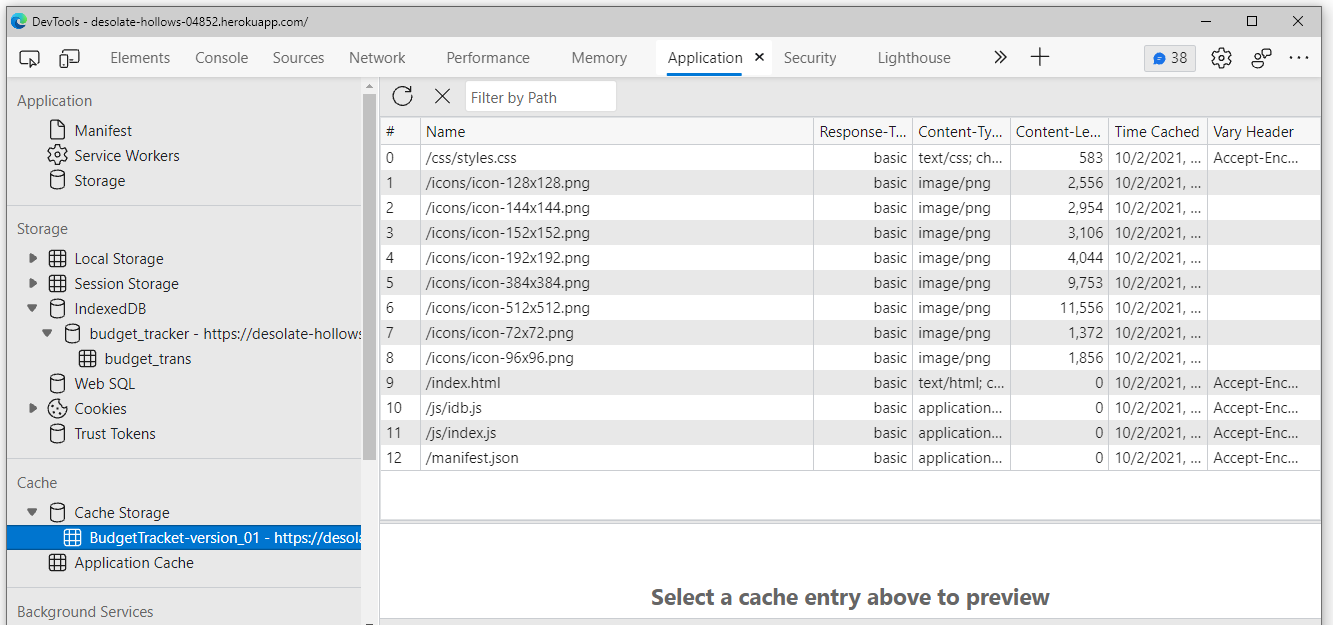 DevTools - desolate-hollows-04852.herokuapp.com/
Elements Console Sources Network Performance Memory Application Security Lighthouse 38
Application
Manifest
Service Workers
Storage
Storage
Local Storage
Session Storage
IndexedDB
budget_tracker - https://desolate-hollows
budget_trans
Web SQL
Cookies
Trust Tokens
Cache
Cache Storage
BudgetTracket-version_01 - https://desola
Application Cache
Background Services
Filter by Path
# Name Response-T... Content-Ty... Content-Le... Time Cached Vary Header
0 /css/styles.css basic text/css; ch... 583 10/2/2021, ... Accept-Enc...
1 /icons/icon-128x128.png basic image/png 2,556 10/2/2021, ...
2 /icons/icon-144x144.png basic image/png 2,954 10/2/2021, ...
3 /icons/icon-152x152.png basic image/png 3,106 10/2/2021, ...
4 /icons/icon-192x192.png basic image/png 4,044 10/2/2021, ...
5 /icons/icon-384x384.png basic image/png 9,753 10/2/2021, ...
6 /icons/icon-512x512.png basic image/png 11,556 10/2/2021, ...
7 /icons/icon-72x72.png basic image/png 1,372 10/2/2021, ...
8 /icons/icon-96x96.png basic image/png 1,856 10/2/2021, ...
9 /index.html basic text/html; c... 0 10/2/2021, ... Accept-Enc...
10 /js/idb.js basic application... 0 10/2/2021, ... Accept-Enc...
11 /js/index.js basic application... 0 10/2/2021, ... Accept-Enc...
12 /manifest.json basic application... 0 10/2/2021, ... Accept-Enc...
Select a cache entry above to preview